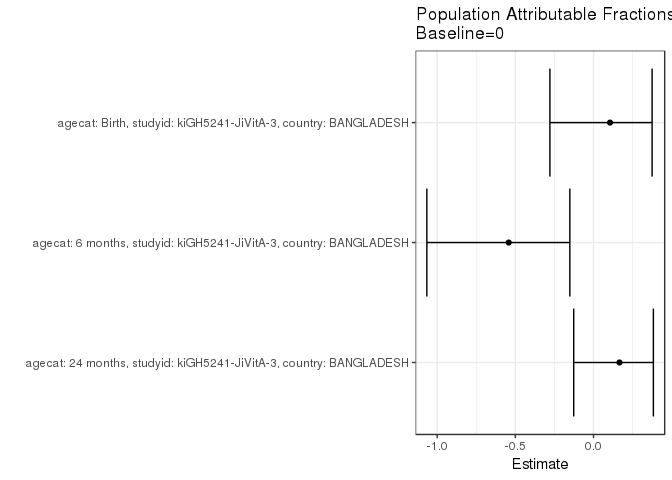 Population Attributable Fractions
Baseline=0
agecat: Birth, studyid: kiGH5241-JiVitA-3, country: BANGLADESH
agecat: 6 months, studyid: kiGH5241-JiVitA-3, country: BANGLADESH
agecat: 24 months, studyid: kiGH5241-JiVitA-3, country: BANGLADESH
-1.0 -0.5 0.0
Estimate